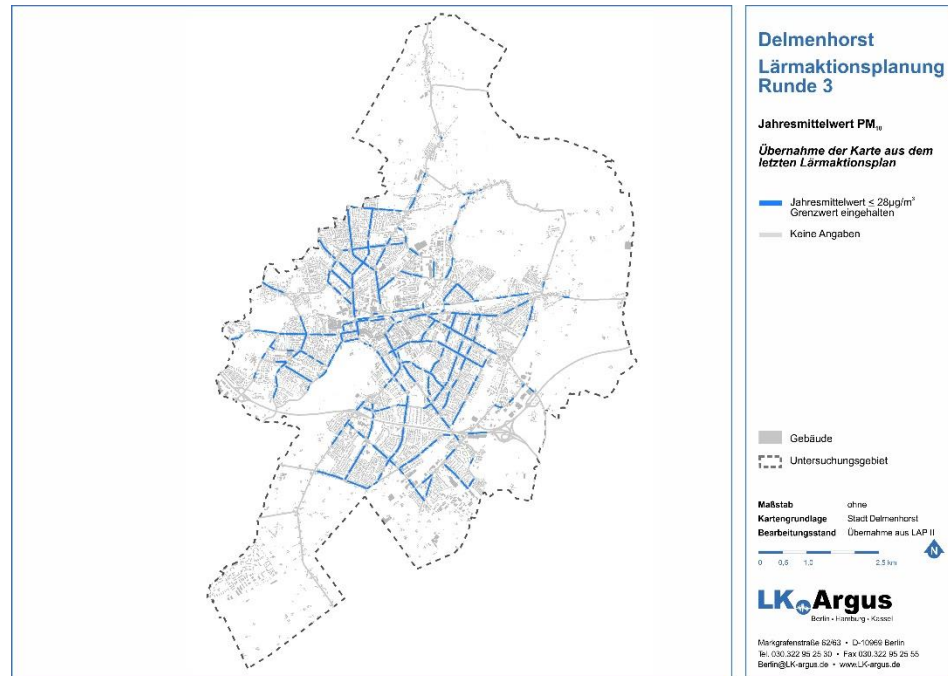 Delmenhorst
Lärmaktionsplanung
Runde 3
Jahresmittelwert PM₁₀
Übernahme der Karte aus dem
letzten Lärmaktionsplan
Jahresmittelwert ≤ 28µg/m³
Grenzwert eingehalten
Keine Angaben
Gebäude
Untersuchungsgebiet
Maßstab ohne
Kartengrundlage Stadt Delmenhorst
Bearbeitungsstand Übernahme aus LAP II
N
0 0,5 1,0 2,5 km
LK Argus
Berlin • Hamburg • Kassel
Markgrafenstraße 62/63 • D-10969 Berlin
Tel. 030.322 95 25 30 • Fax 030.322 95 25 55
Berlin@LK-argus.de • www.LK-argus.de